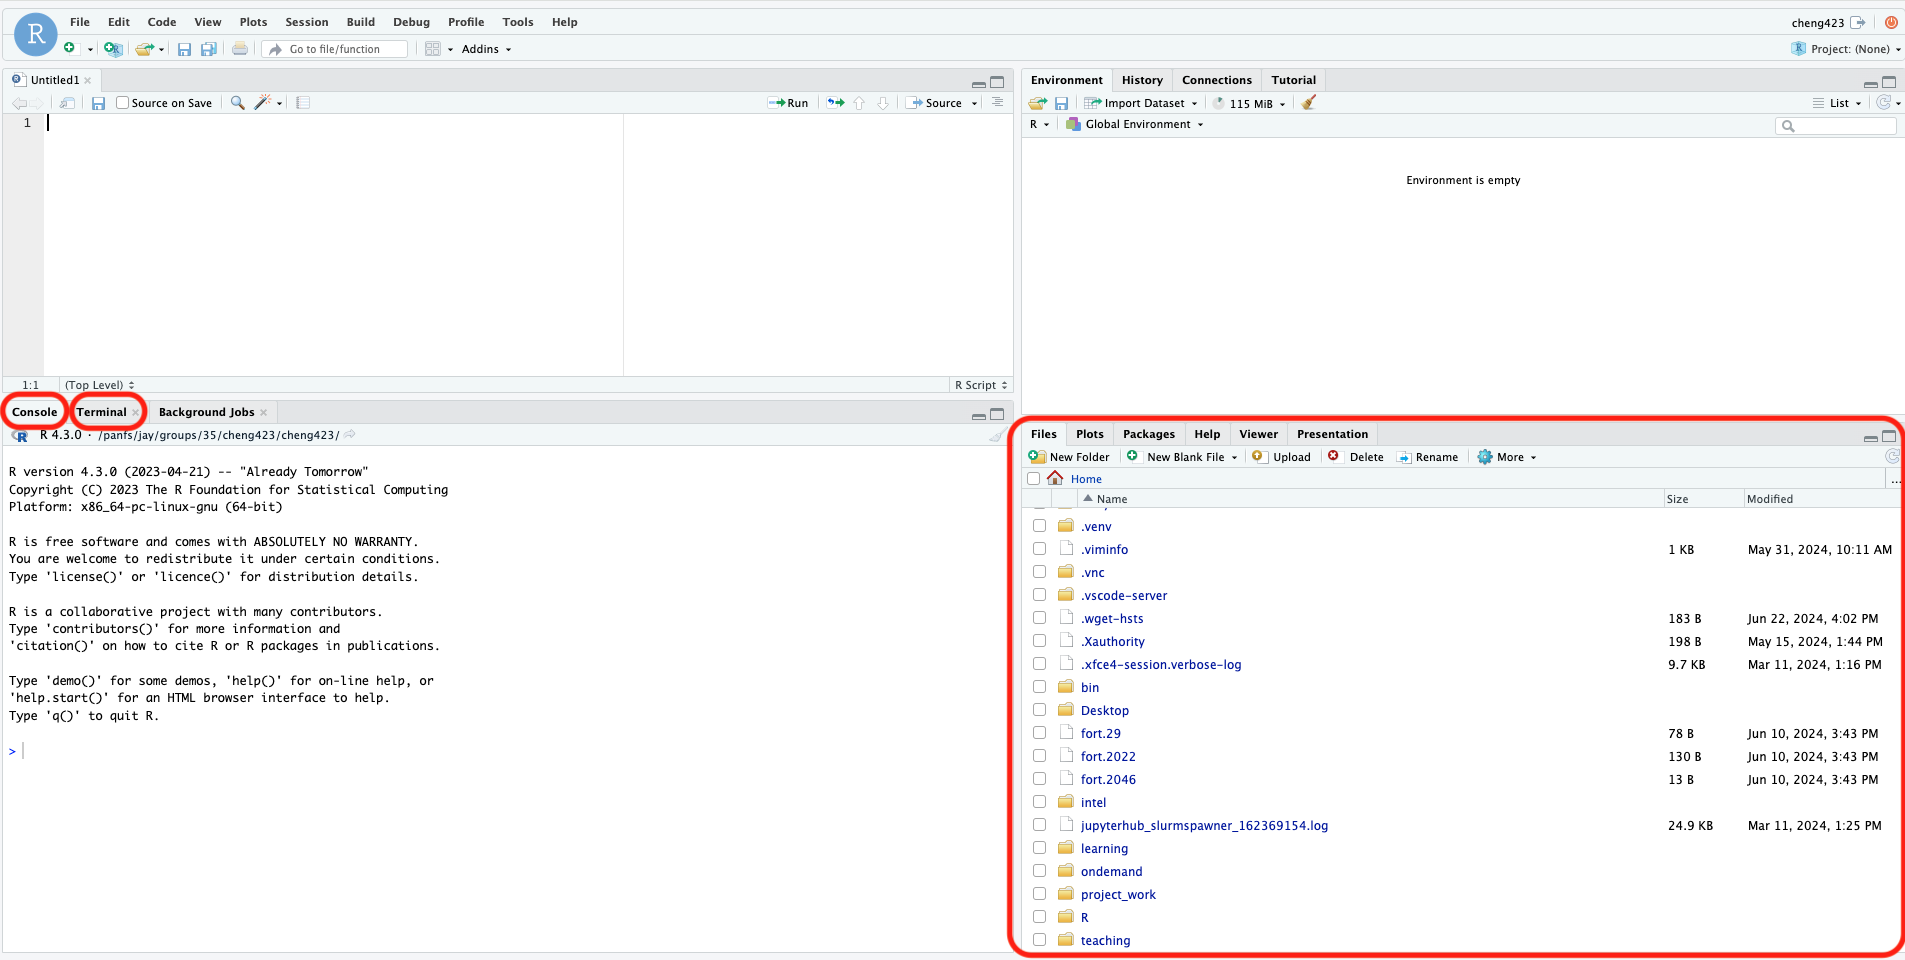 R
File Edit Code View Plots Session Build Debug Profile Tools Help
cheng423
Go to file/function
Addins
Project: (None)
Untitled1
Source on Save
Run
Source
1
1:1
(Top Level)
R Script
Console
Terminal
Background Jobs
R 4.3.0 · /panfs/jay/groups/35/cheng423/cheng423/
R version 4.3.0 (2023-04-21) -- "Already Tomorrow"
Copyright (C) 2023 The R Foundation for Statistical Computing
Platform: x86_64-pc-linux-gnu (64-bit)
R is free software and comes with ABSOLUTELY NO WARRANTY.
You are welcome to redistribute it under certain conditions.
Type 'license()' or 'licence()' for distribution details.
R is a collaborative project with many contributors.
Type 'contributors()' for more information and
'citation()' on how to cite R or R packages in publications.
Type 'demo()' for some demos, 'help()' for on-line help, or
'help.start()' for an HTML browser interface to help.
Type 'q()' to quit R.
>
Environment History Connections Tutorial
Import Dataset 115 MiB List
R Global Environment
Environment is empty
Files Plots Packages Help Viewer Presentation
New Folder New Blank File Upload Delete Rename More
Home ...
Name Size Modified
.venv
.viminfo 1 KB May 31, 2024, 10:11 AM
.vnc
.vscode-server
.wget-hsts 183 B Jun 22, 2024, 4:02 PM
.Xauthority 198 B May 15, 2024, 1:44 PM
.xfce4-session.verbose-log 9.7 KB Mar 11, 2024, 1:16 PM
bin
Desktop
fort.29 78 B Jun 10, 2024, 3:43 PM
fort.2022 130 B Jun 10, 2024, 3:43 PM
fort.2046 13 B Jun 10, 2024, 3:43 PM
intel
jupyterhub_slurmspawner_162369154.log 24.9 KB Mar 11, 2024, 1:25 PM
learning
ondemand
project_work
R
teaching